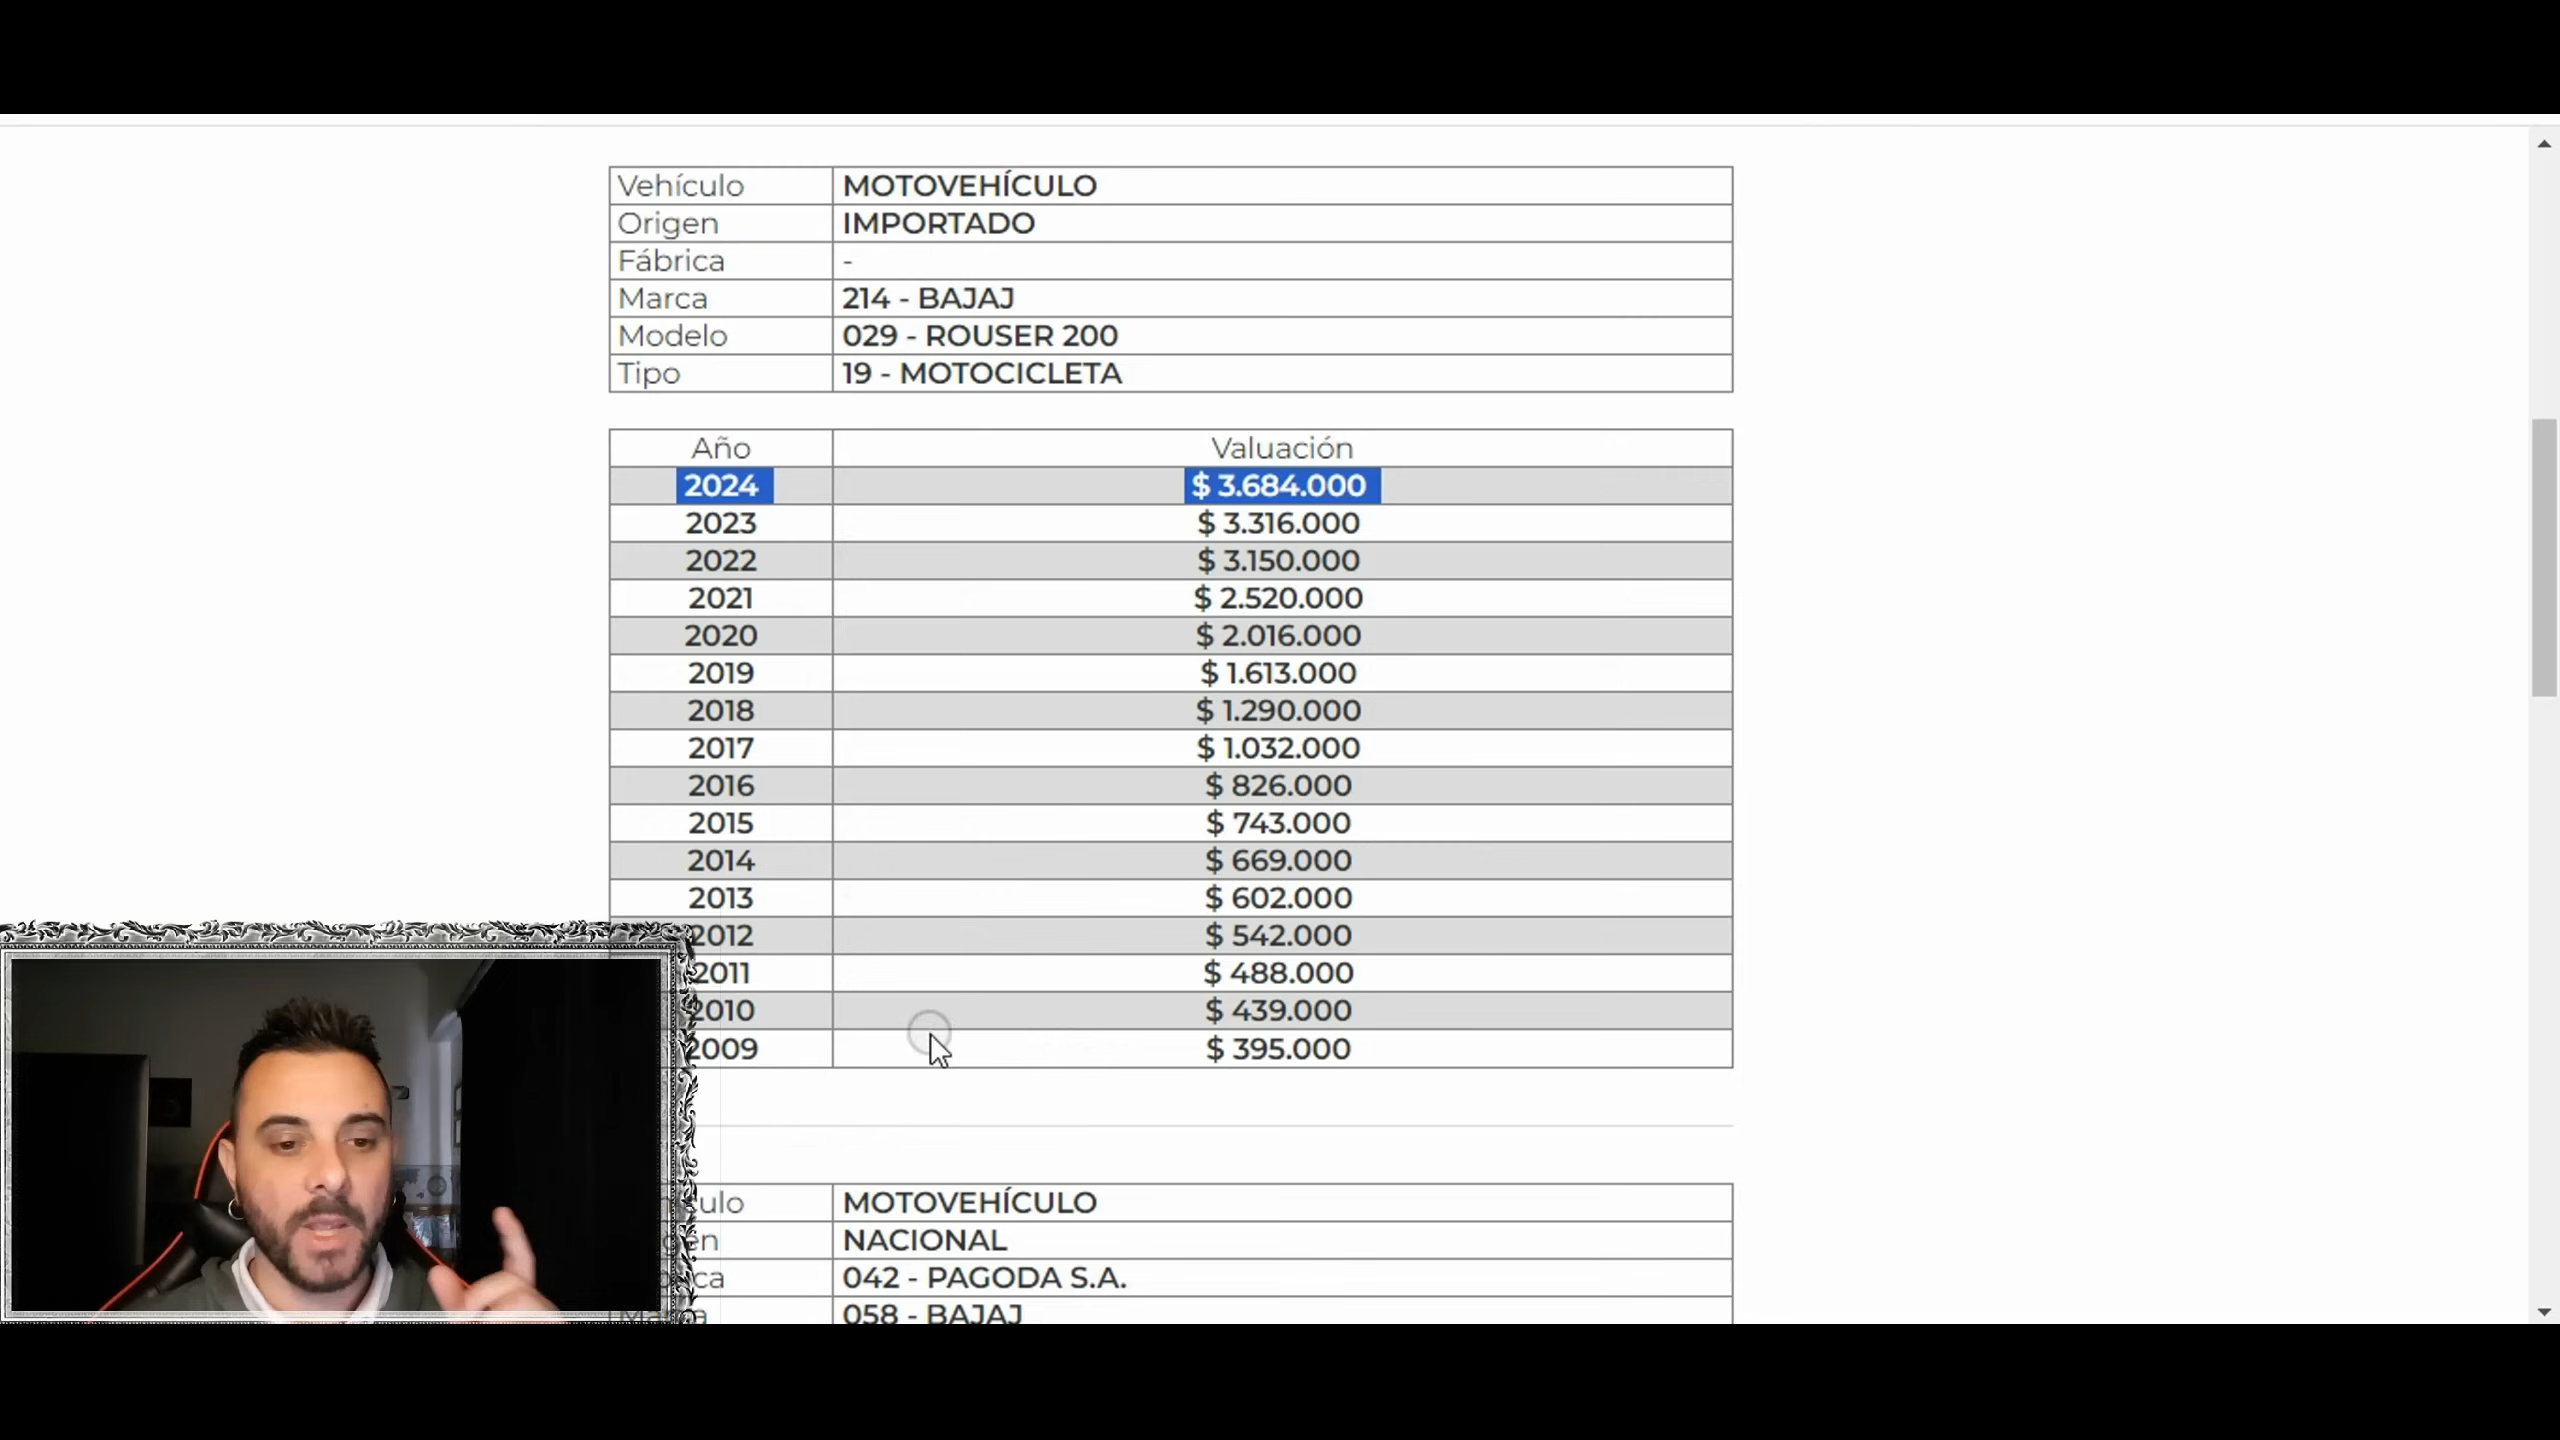 Vehículo MOTOVEHÍCULO
Origen IMPORTADO
Fábrica -
Marca 214 - BAJAJ
Modelo 029 - ROUSER 200
Tipo 19 - MOTOCICLETA
Año Valuación
2024 $ 3.684.000
2023 $ 3.316.000
2022 $ 3.150.000
2021 $ 2.520.000
2020 $ 2.016.000
2019 $ 1.613.000
2018 $ 1.290.000
2017 $ 1.032.000
2016 $ 826.000
2015 $ 743.000
2014 $ 669.000
2013 $ 602.000
2012 $ 542.000
2011 $ 488.000
2010 $ 439.000
2009 $ 395.000
MOTOVEHÍCULO
NACIONAL
042 - PAGODA S.A.
058 - BAJAJ